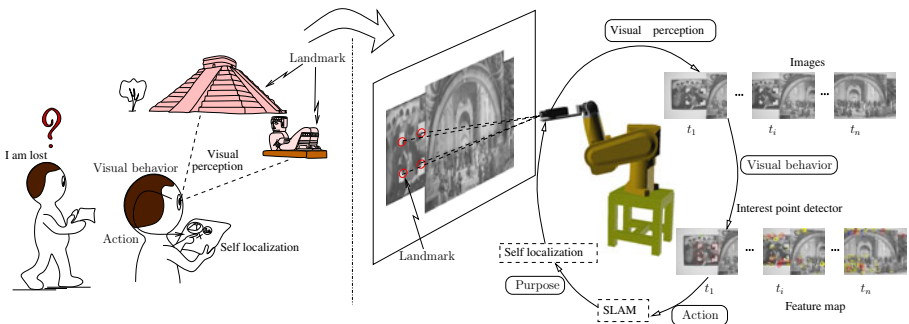 Landmark
?
I am lost
Visual
perception
Visual behavior
Action
Self localization
Visual perception
Images
...
...
t₁
tᵢ
tₙ
Visual behavior
Interest point detector
Landmark
Self localization
...
...
t₁
tᵢ
tₙ
Purpose
Feature map
SLAM
Action